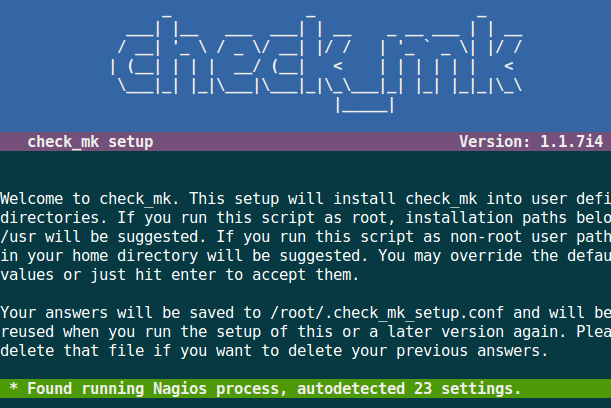 check_mk
check_mk setup Version: 1.1.7i4
Welcome to check_mk. This setup will install check_mk into user defi
directories. If you run this script as root, installation paths belo
/usr will be suggested. If you run this script as non-root user path
in your home directory will be suggested. You may override the defau
values or just hit enter to accept them.
Your answers will be saved to /root/.check_mk_setup.conf and will be
reused when you run the setup of this or a later version again. Plea
delete that file if you want to delete your previous answers.
* Found running Nagios process, autodetected 23 settings.